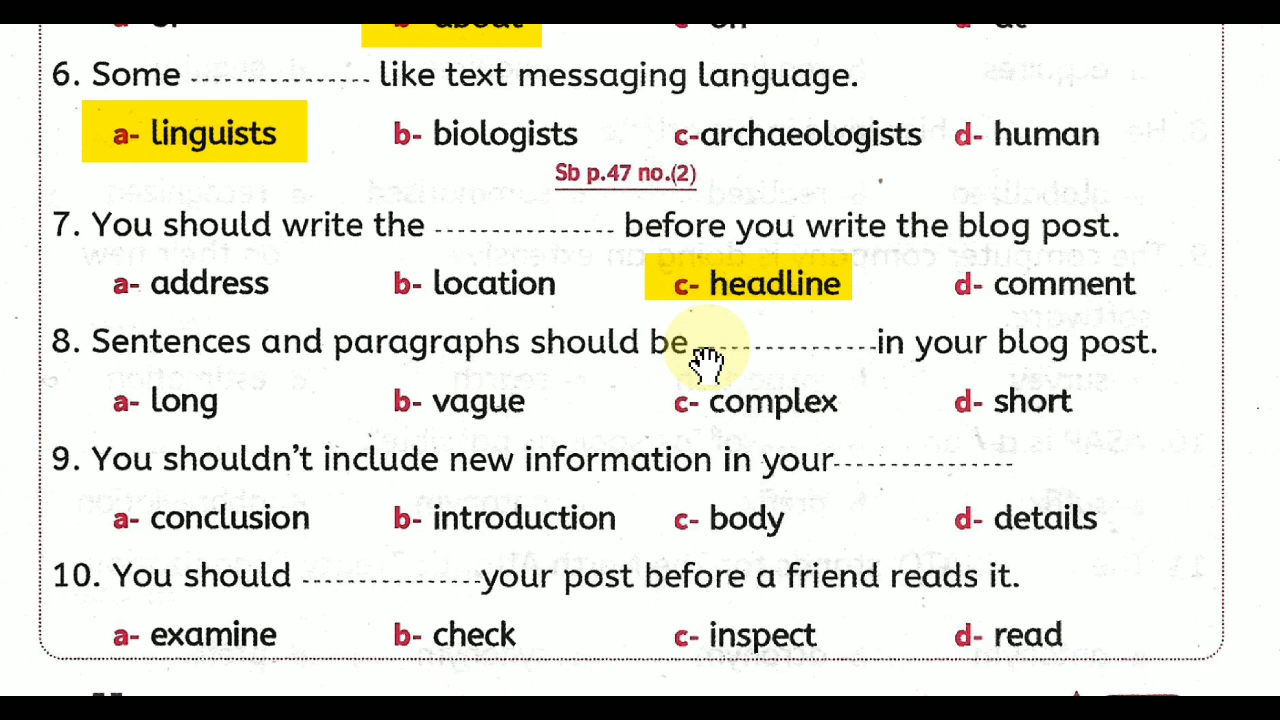 b- about
6. Some ................ like text messaging language.
a- linguists b- biologists c-archaeologists d- human
Sb p.47 no.(2)
7. You should write the ................ before you write the blog post.
a- address b- location c- headline d- comment
8. Sentences and paragraphs should be ................in your blog post.
a- long b- vague c- complex d- short
9. You shouldn't include new information in your................
a- conclusion b- introduction c- body d- details
10. You should ................your post before a friend reads it.
a- examine b- check c- inspect d- read